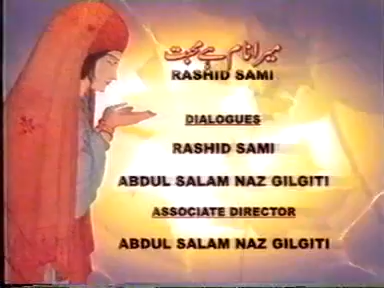 میرا نام ہے محبت
RASHID SAMI
DIALOGUES
RASHID SAMI
ABDUL SALAM NAZ GILGITI
ASSOCIATE DIRECTOR
ABDUL SALAM NAZ GILGITI